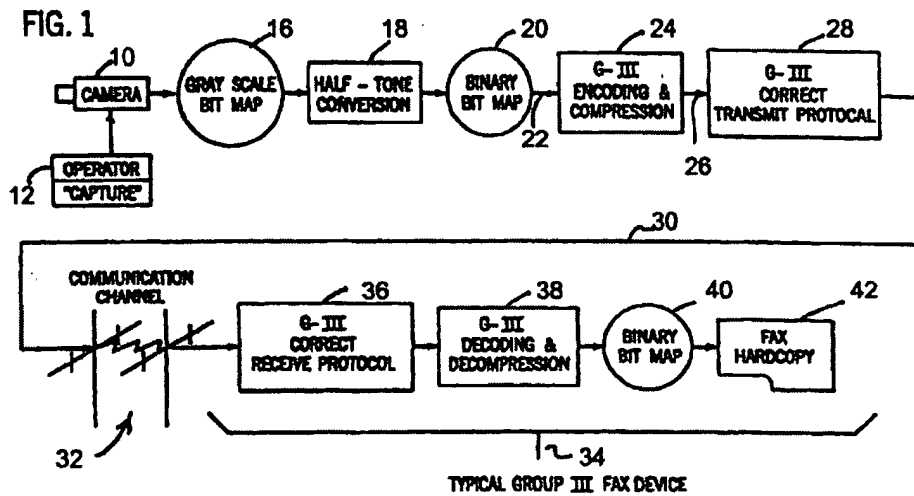 FIG. 1
10
16
18
20
24
28
CAMERA
GRAY SCALE
BIT MAP
HALF - TONE
CONVERSION
BINARY
BIT MAP
G-III
ENCODING &
COMPRESSION
G-III
CORRECT
TRANSMIT PROTOCAL
22
26
12
OPERATOR
"CAPTURE"
30
COMMUNICATION
CHANNEL
36
38
40
42
G-III
CORRECT
RECEIVE PROTOCOL
G-III
DECODING &
DECOMPRESSION
BINARY
BIT MAP
FAX
HARDCOPY
32
34
TYPICAL GROUP III FAX DEVICE